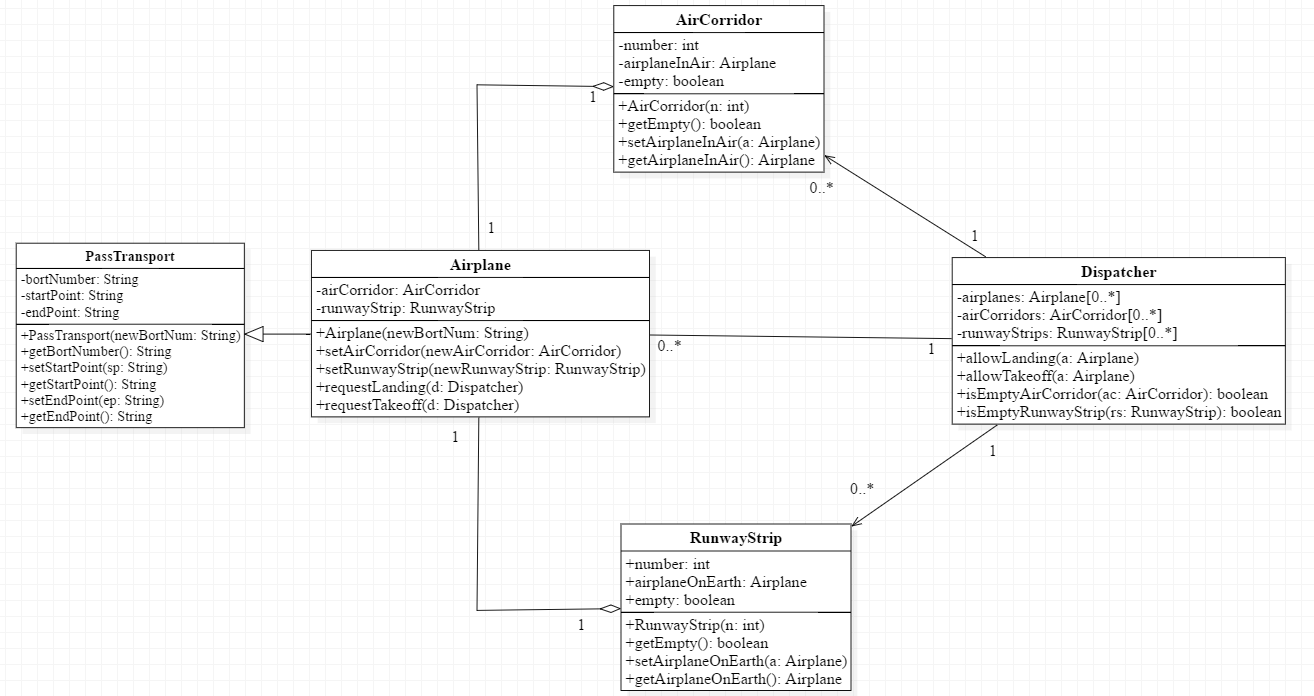 AirCorridor
-number: int
-airplaneInAir: Airplane
-empty: boolean
+AirCorridor(n: int)
+getEmpty(): boolean
+setAirplaneInAir(a: Airplane)
+getAirplaneInAir(): Airplane
1
0..*
1
1
PassTransport
-bortNumber: String
-startPoint: String
-endPoint: String
+PassTransport(newBortNum: String)
+getBortNumber(): String
+setStartPoint(sp: String)
+getStartPoint(): String
+setEndPoint(ep: String)
+getEndPoint(): String
Airplane
-airCorridor: AirCorridor
-runwayStrip: RunwayStrip
+Airplane(newBortNum: String)
+setAirCorridor(newAirCorridor: AirCorridor)
+setRunwayStrip(newRunwayStrip: RunwayStrip)
+requestLanding(d: Dispatcher)
+requestTakeoff(d: Dispatcher)
0..*
1
Dispatcher
-airplanes: Airplane[0..*]
-airCorridors: AirCorridor[0..*]
-runwayStrips: RunwayStrip[0..*]
+allowLanding(a: Airplane)
+allowTakeoff(a: Airplane)
+isEmptyAirCorridor(ac: AirCorridor): boolean
+isEmptyRunwayStrip(rs: RunwayStrip): boolean
1
1
0..*
RunwayStrip
+number: int
+airplaneOnEarth: Airplane
+empty: boolean
+RunwayStrip(n: int)
+getEmpty(): boolean
+setAirplaneOnEarth(a: Airplane)
+getAirplaneOnEarth(): Airplane
1